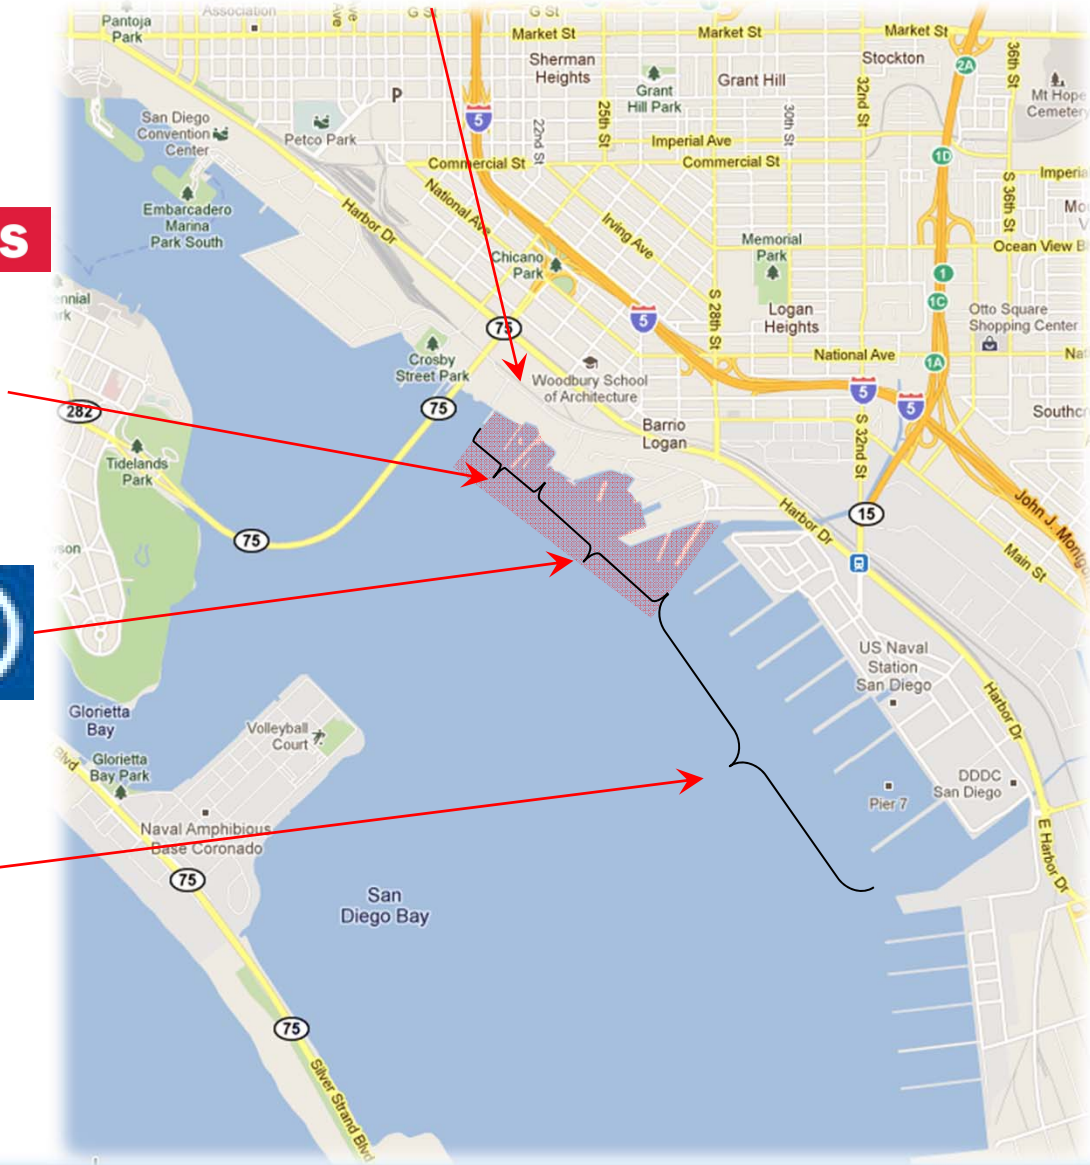 Association
G St
G St
Ave
Ave
Pantoja
Park
Market St
Market St
Market St
Sherman
Heights
Stockton
36th St
2A
Grant
Hill Park
Grant Hill
32nd St
Mt Hope
P
San Diego
Convention
Center
Petco Park
5
25th St
22nd St
30th St
Imperial Ave
Commercial St
Commercial St
1D
National Ave
S 36th St
Embarcadero
Marina
Park South
Harbor Dr
Irving Ave
Memorial
Park
Ocean View B
S
Chicano
Park
1
S 28th St
1C
Logan
Heights
Otto Square
Shopping Center
75
5
Crosby
Street Park
National Ave
1A
Woodbury School
of Architecture
282
75
5
5
Barrio
Logan
S 32nd St
Tidelands
Park
75
Harbor Dr
15
John J. Montg
Main St
US Naval
Station
San Diego
Harbor Dr
Glorietta
Bay
Volleyball
Court
Blvd
Glorietta
Bay Park
DDDC
San Diego
Pier 7
Naval Amphibious
Base Coronado
E Harbor Dr
75
San
Diego Bay
75
Silver Strand Blvd